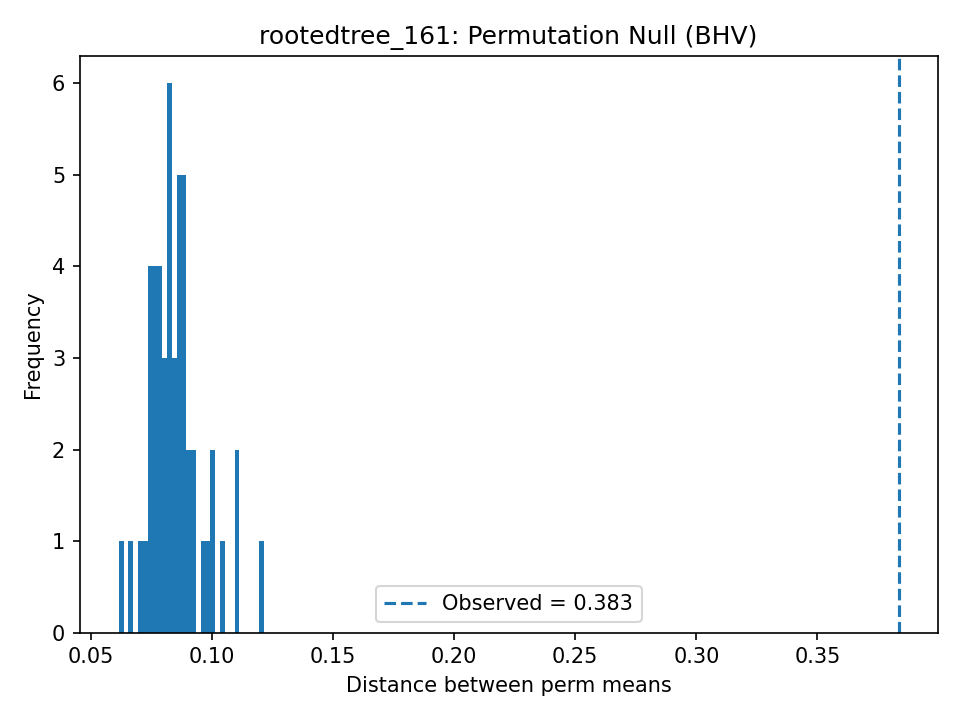 rootedtree_161: Permutation Null (BHV)
6
5
4
3
2
1
0
Frequency
Observed = 0.383
0.05 0.10 0.15 0.20 0.25 0.30 0.35
Distance between perm means